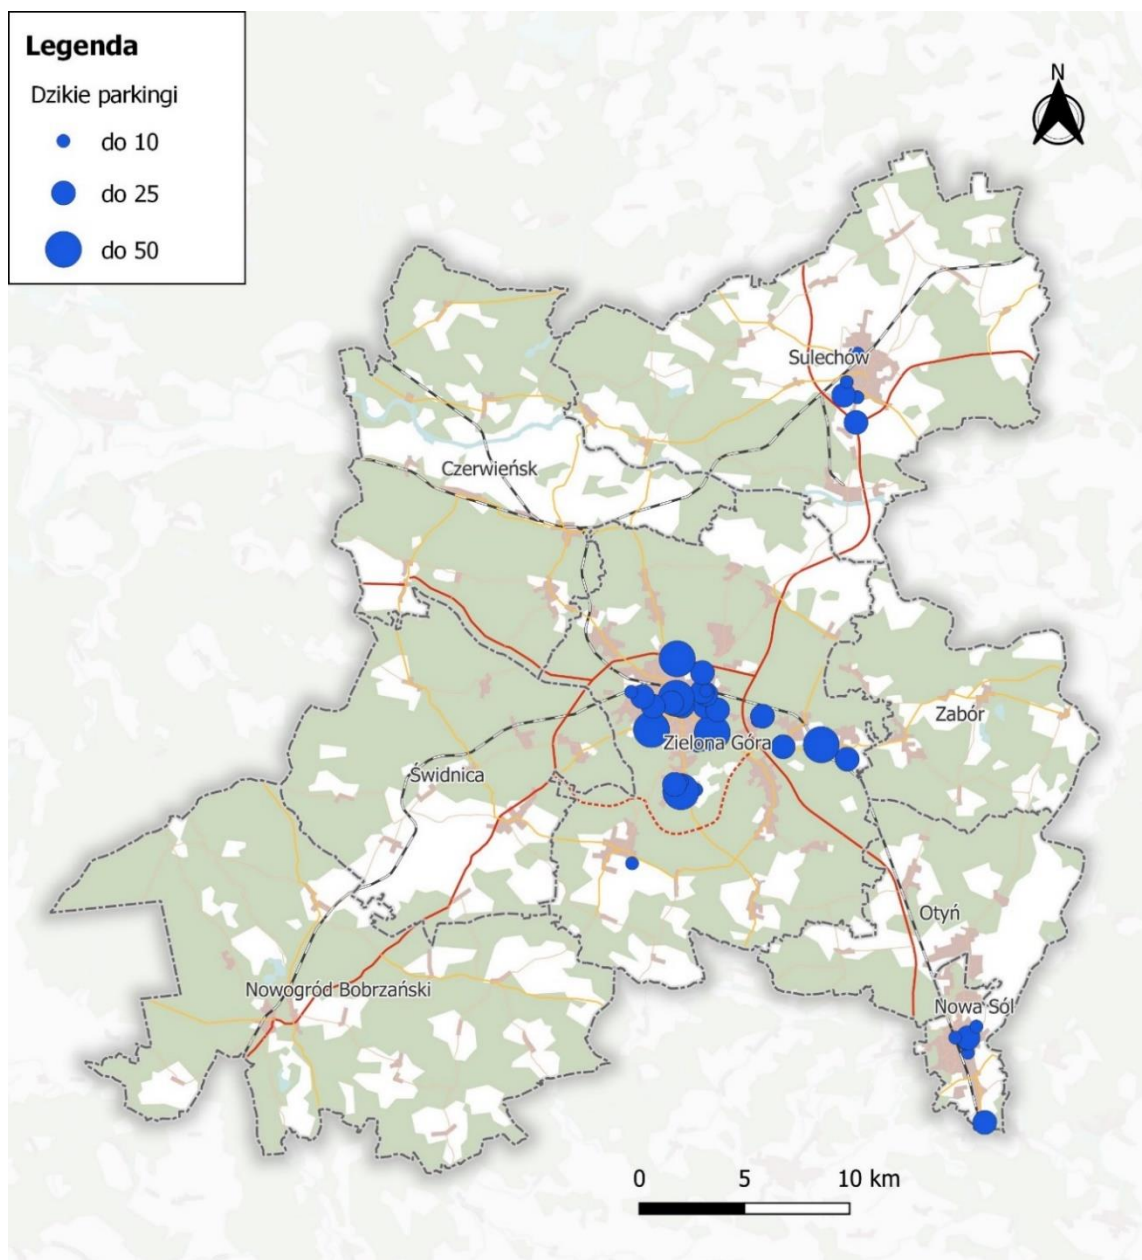 Legenda
Dzikie parkingi
do 10
do 25
do 50
N
Sulechów
Czerwieńsk
Zabór
Zielona Góra
Świdnica
Otyń
Nowogród Bobrzański
Nowa Sól
0 5 10 km